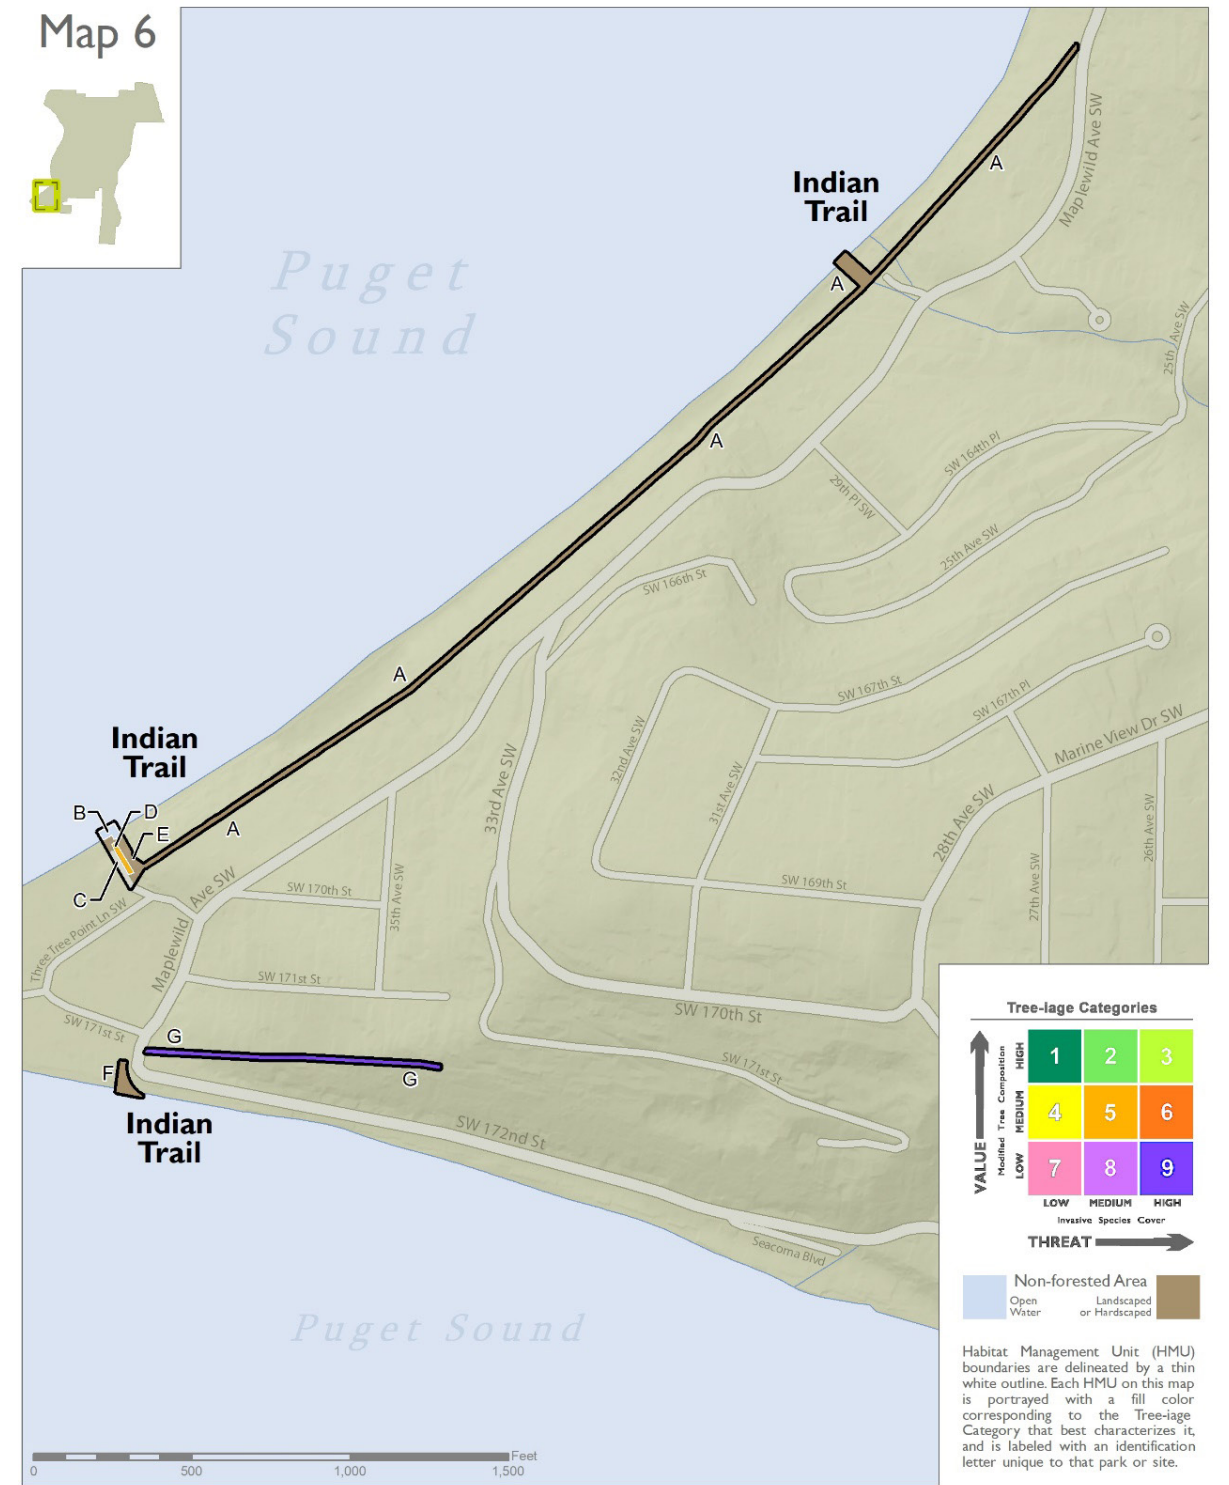 Map 6
Indian
Trail
A
Maplewild Ave SW
Puget
Sound
A
25th Ave SW
A
SW 164th Pl
29th Pl SW
25th Ave SW
SW 166th St
A
SW 167th St
SW 167th Pl
Marine View Dr SW
32nd Ave SW
31st Ave SW
33rd Ave SW
28th Ave SW
26th Ave SW
27th Ave SW
Indian
Trail
B
D
E
A
C
Maplewild Ave SW
SW 170th St
35th Ave SW
SW 169th St
Three Tree Point Ln SW
SW 171st St
SW 170th St
SW 171st St
G
SW 171st St
F
G
Indian
Trail
SW 172nd St
Seacoma Blvd
Puget Sound
0
500
1,000
1,500
Feet
Tree-iage Categories
VALUE
Modified Tree Composition
HIGH
1 2 3
MEDIUM
4 5 6
LOW
7 8 9
LOW MEDIUM HIGH
Invasive Species Cover
THREAT
Non-forested Area
Open
Water
Landscaped
or Hardscaped
Habitat Management Unit (HMU)
boundaries are delineated by a thin
white outline. Each HMU on this map
is portrayed with a fill color
corresponding to the Tree-iage
Category that best characterizes it,
and is labeled with an identification
letter unique to that park or site.